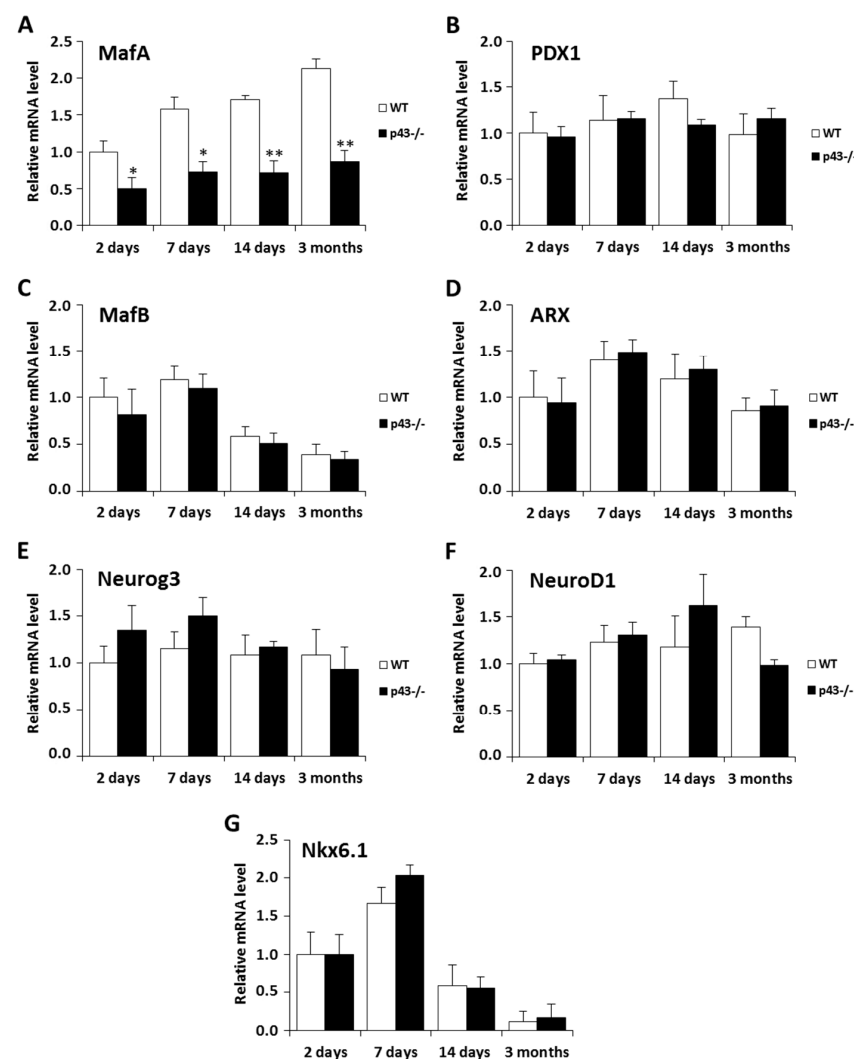 A
MafA
Relative mRNA level
2.5
2.0
1.5
1.0
0.5
0.0
* * ** **
2 days 7 days 14 days 3 months
WT
p43-/-
B
PDX1
Relative mRNA level
2.0
1.5
1.0
0.5
0.0
2 days 7 days 14 days 3 months
WT
p43-/-
C
MafB
Relative mRNA level
2.0
1.5
1.0
0.5
0.0
2 days 7 days 14 days 3 months
WT
p43-/-
D
ARX
Relative mRNA level
2.0
1.5
1.0
0.5
0.0
2 days 7 days 14 days 3 months
WT
p43-/-
E
Neurog3
Relative mRNA level
2.0
1.5
1.0
0.5
0.0
2 days 7 days 14 days 3 months
WT
p43-/-
F
NeuroD1
Relative mRNA level
2.0
1.5
1.0
0.5
0.0
2 days 7 days 14 days 3 months
WT
p43-/-
G
Nkx6.1
Relative mRNA level
2.5
2.0
1.5
1.0
0.5
0.0
2 days 7 days 14 days 3 months